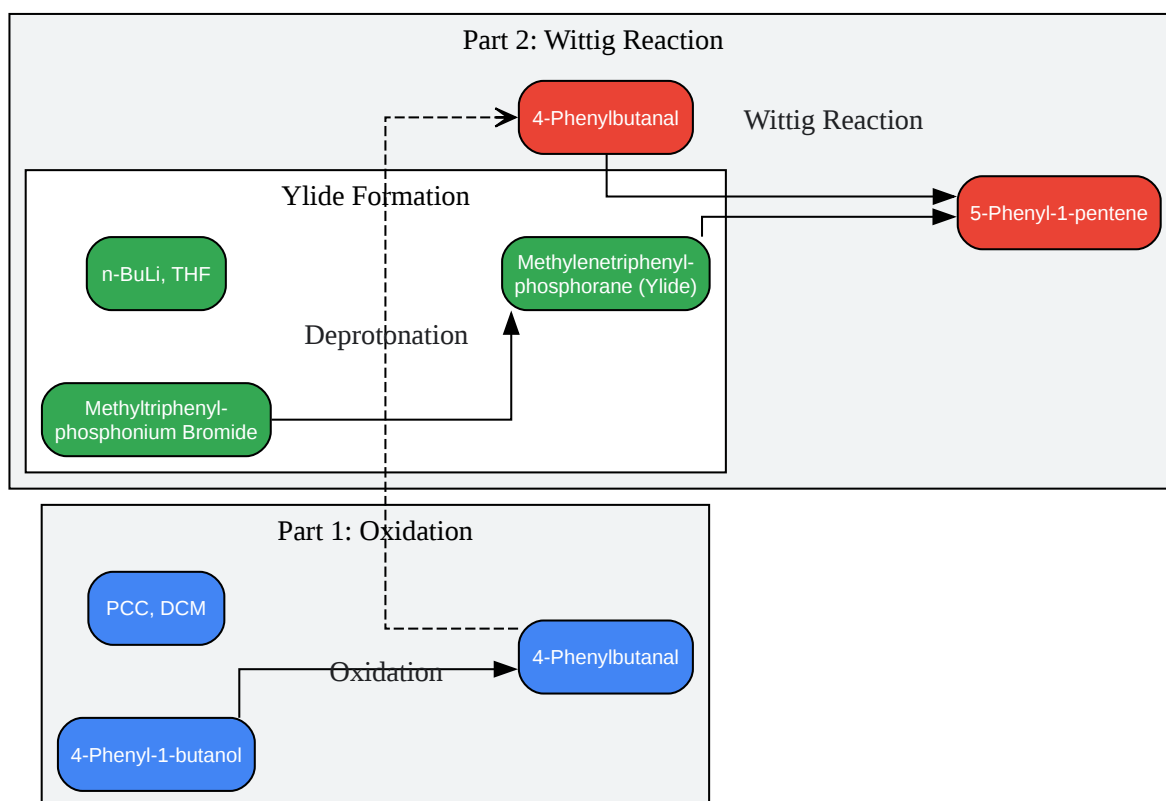 Part 2: Wittig Reaction
4-Phenylbutanal
Wittig Reaction
5-Phenyl-1-pentene
Ylide Formation
n-BuLi, THF
Methylenetriphenyl-
phosphorane (Ylide)
Deprotonation
Methyltriphenyl-
phosphonium Bromide
Part 1: Oxidation
PCC, DCM
4-Phenylbutanal
Oxidation
4-Phenyl-1-butanol